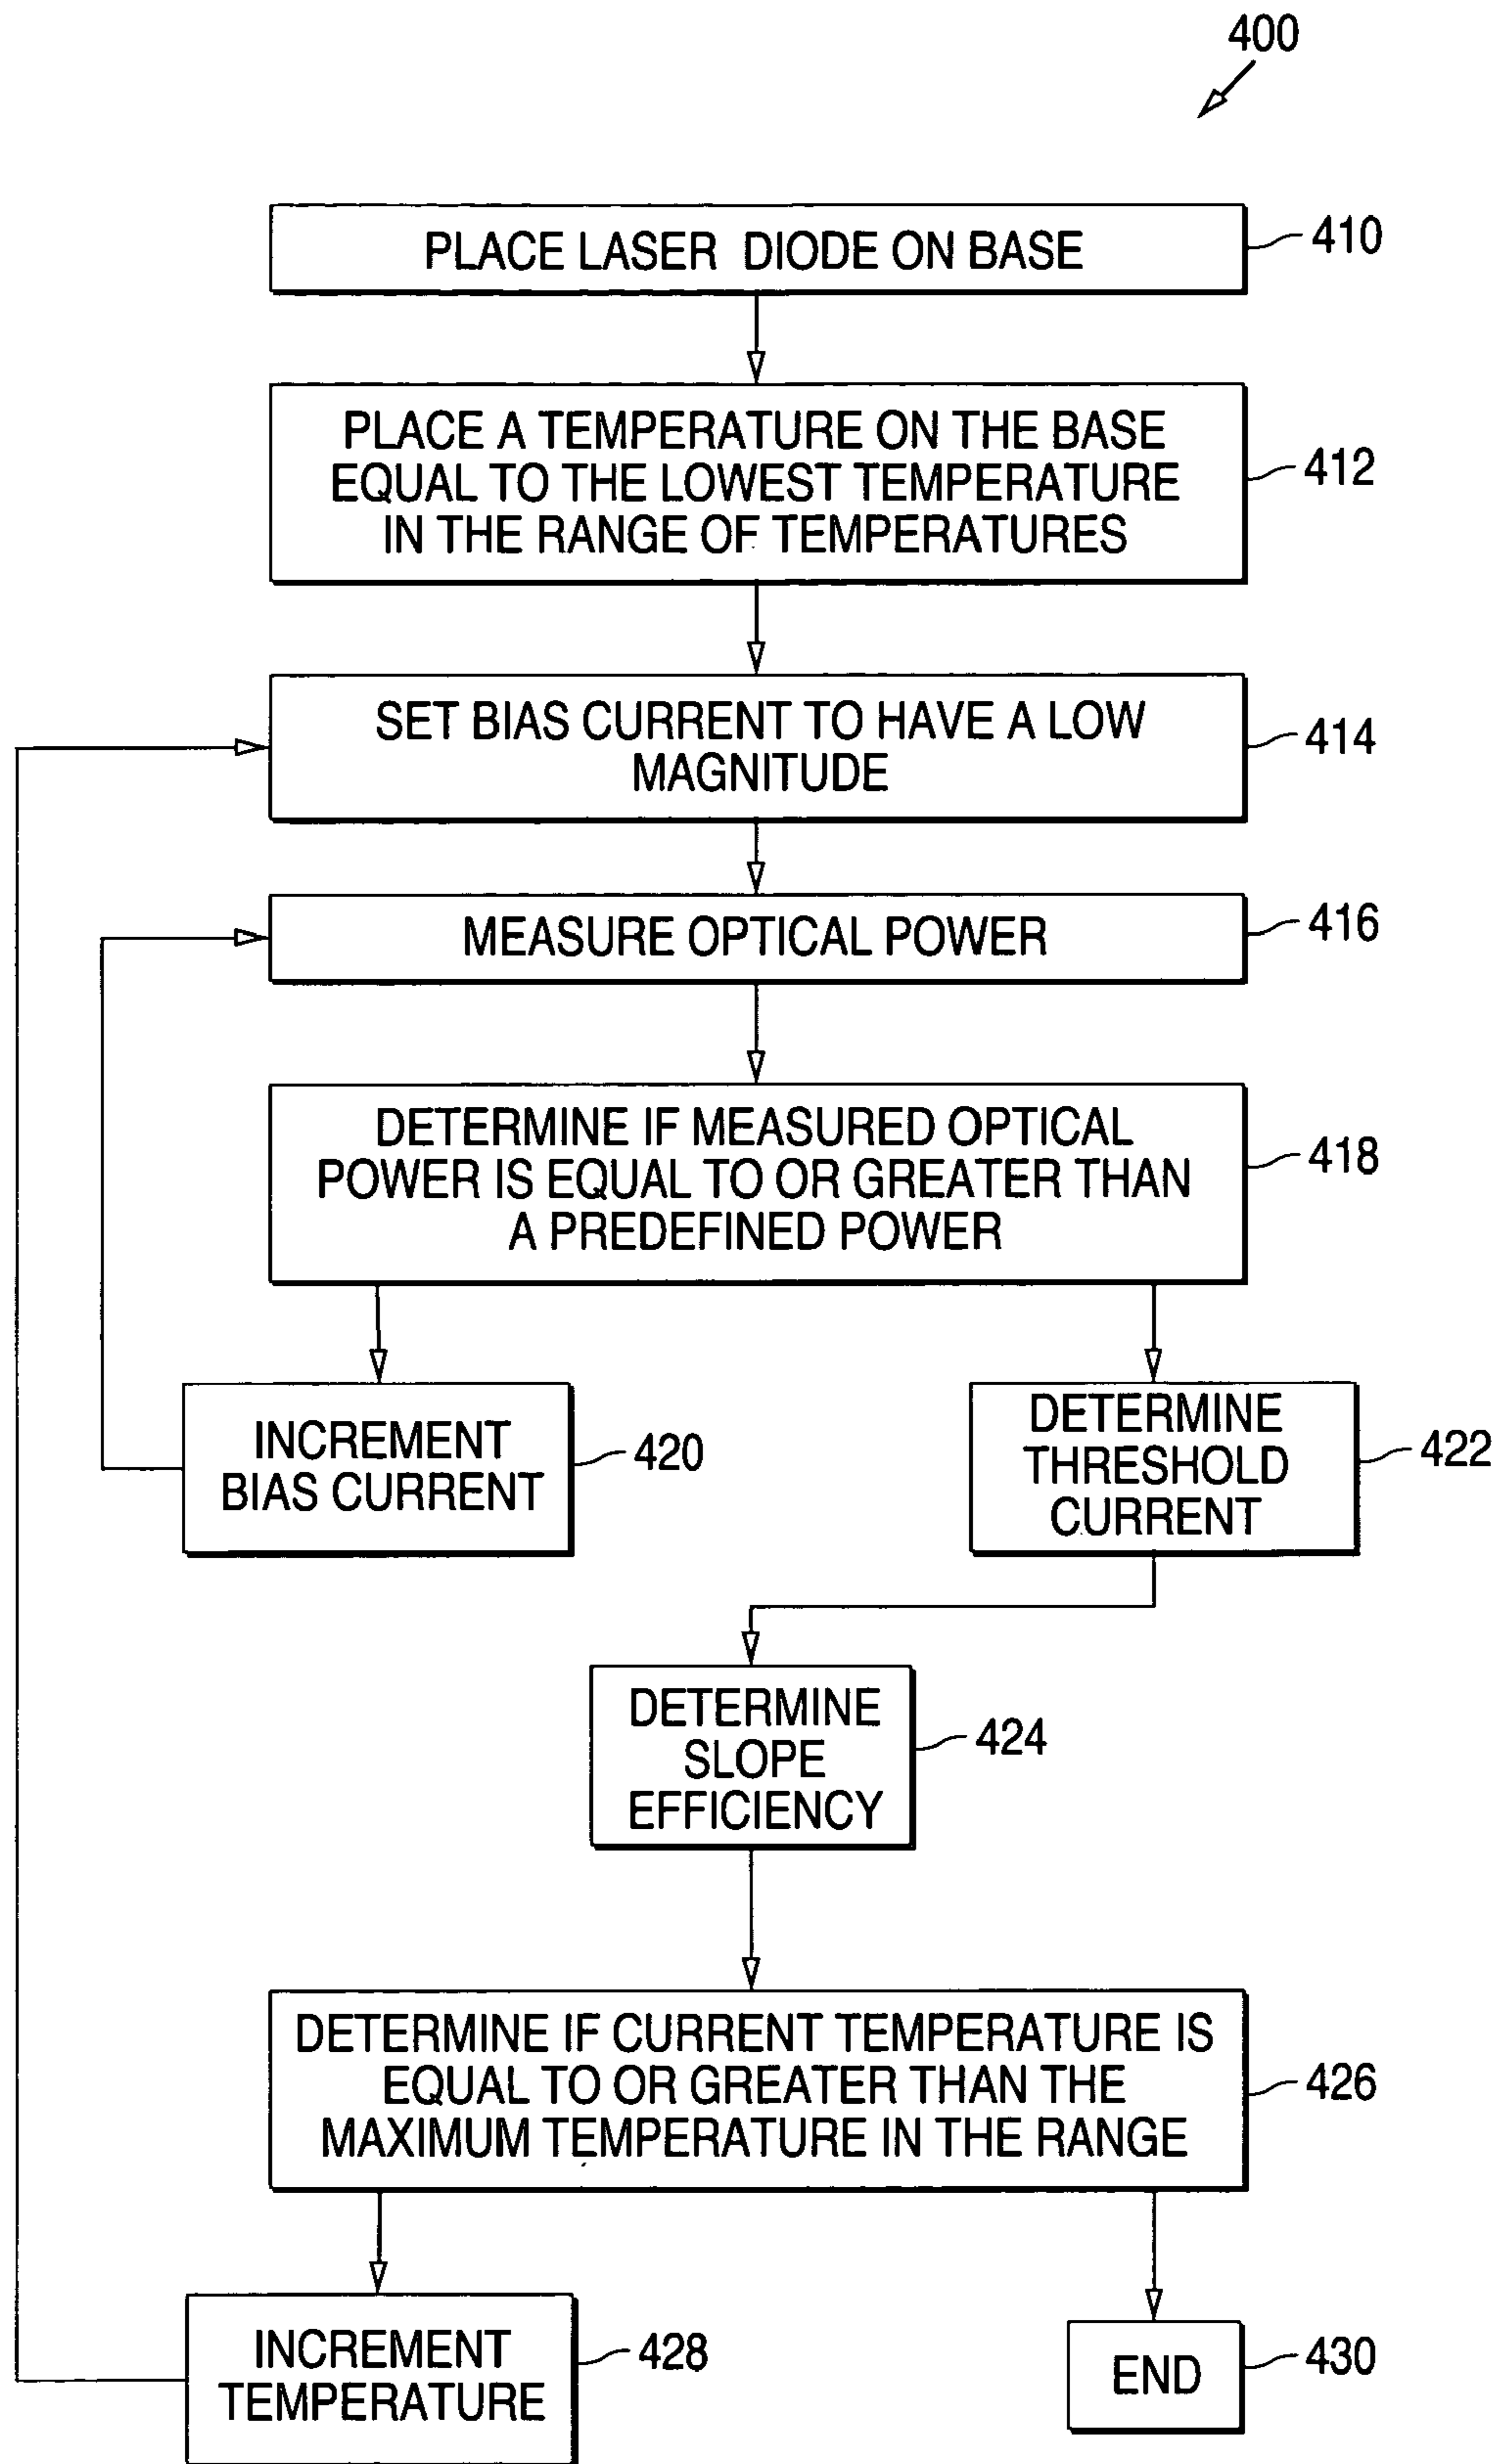 400
PLACE LASER DIODE ON BASE
410
PLACE A TEMPERATURE ON THE BASE
EQUAL TO THE LOWEST TEMPERATURE
IN THE RANGE OF TEMPERATURES
412
SET BIAS CURRENT TO HAVE A LOW
MAGNITUDE
414
MEASURE OPTICAL POWER
416
DETERMINE IF MEASURED OPTICAL
POWER IS EQUAL TO OR GREATER THAN
A PREDEFINED POWER
418
INCREMENT
BIAS CURRENT
420
DETERMINE
THRESHOLD
CURRENT
422
DETERMINE
SLOPE
EFFICIENCY
424
DETERMINE IF CURRENT TEMPERATURE IS
EQUAL TO OR GREATER THAN THE
MAXIMUM TEMPERATURE IN THE RANGE
426
INCREMENT
TEMPERATURE
428
END
430